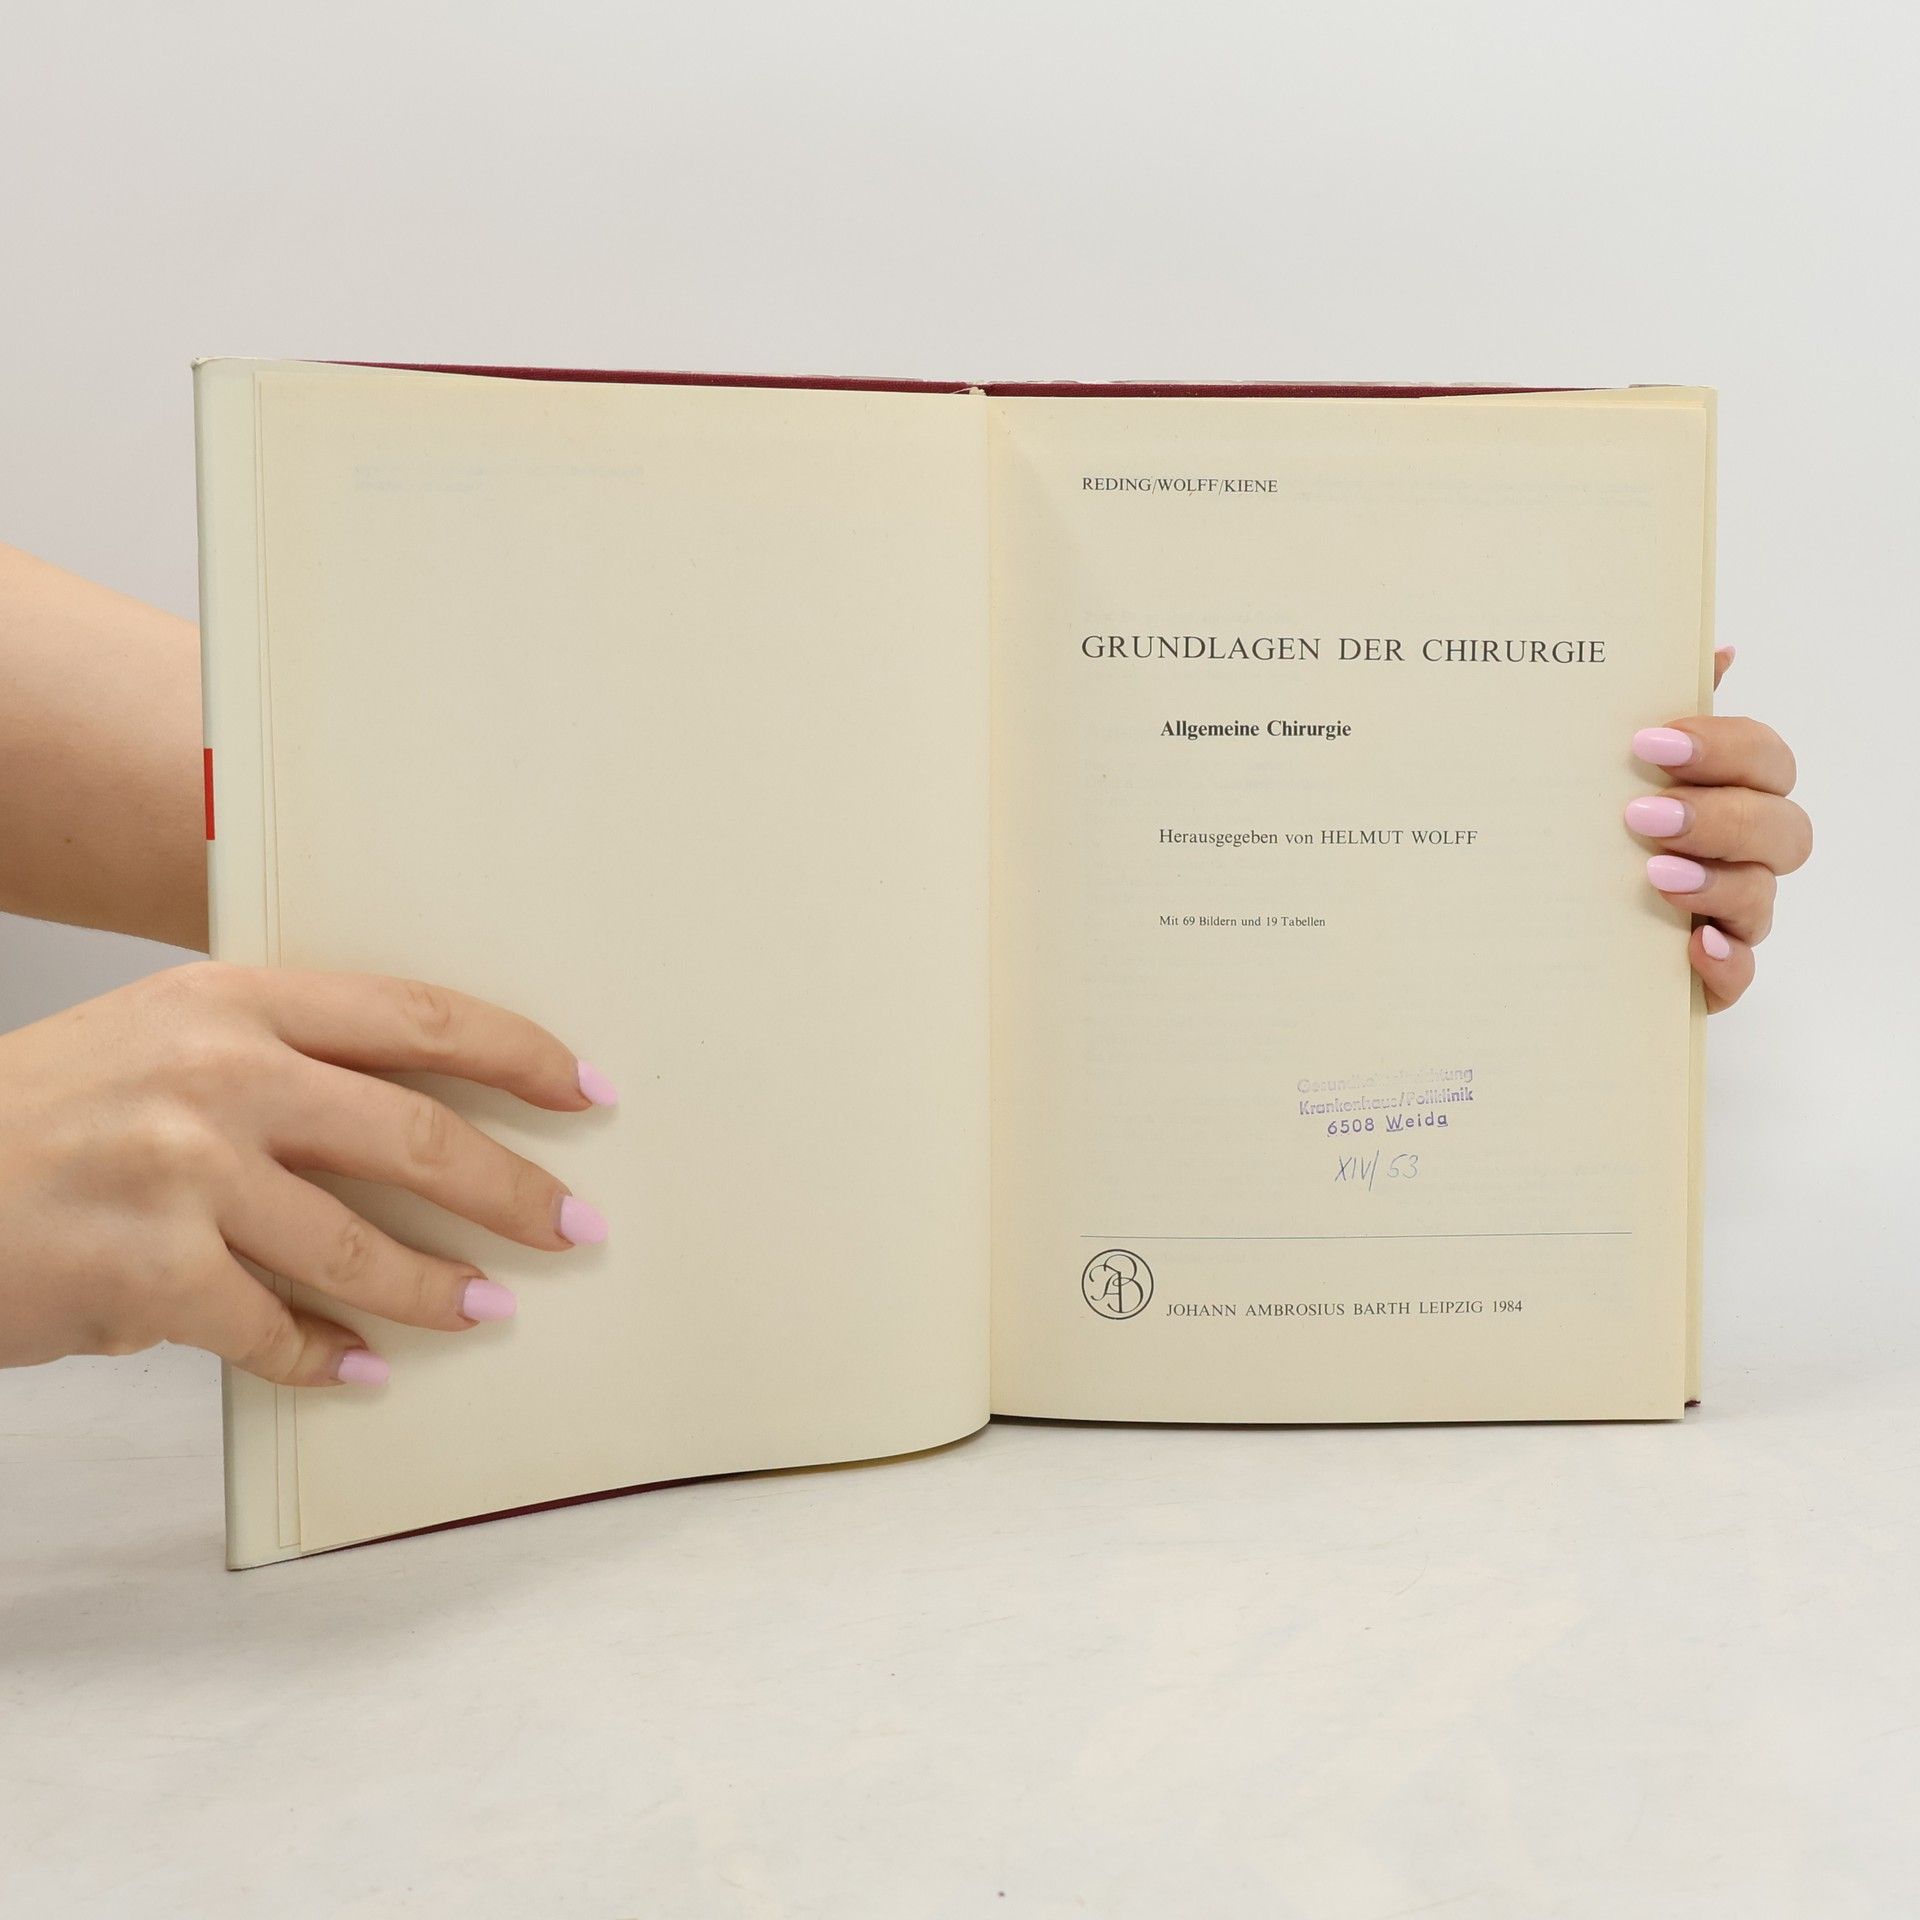 REDING/WOLFF/KIENE
GRUNDLAGEN DER CHIRURGIE
Allgemeine Chirurgie
Herausgegeben von HELMUT WOLFF
Mit 69 Bildern und 19 Tabellen
Gesundheitseinrichtung
Krankenhaus/Poliklinik
6508 Weida
XIV/53
JOHANN AMBROSIUS BARTH LEIPZIG 1984